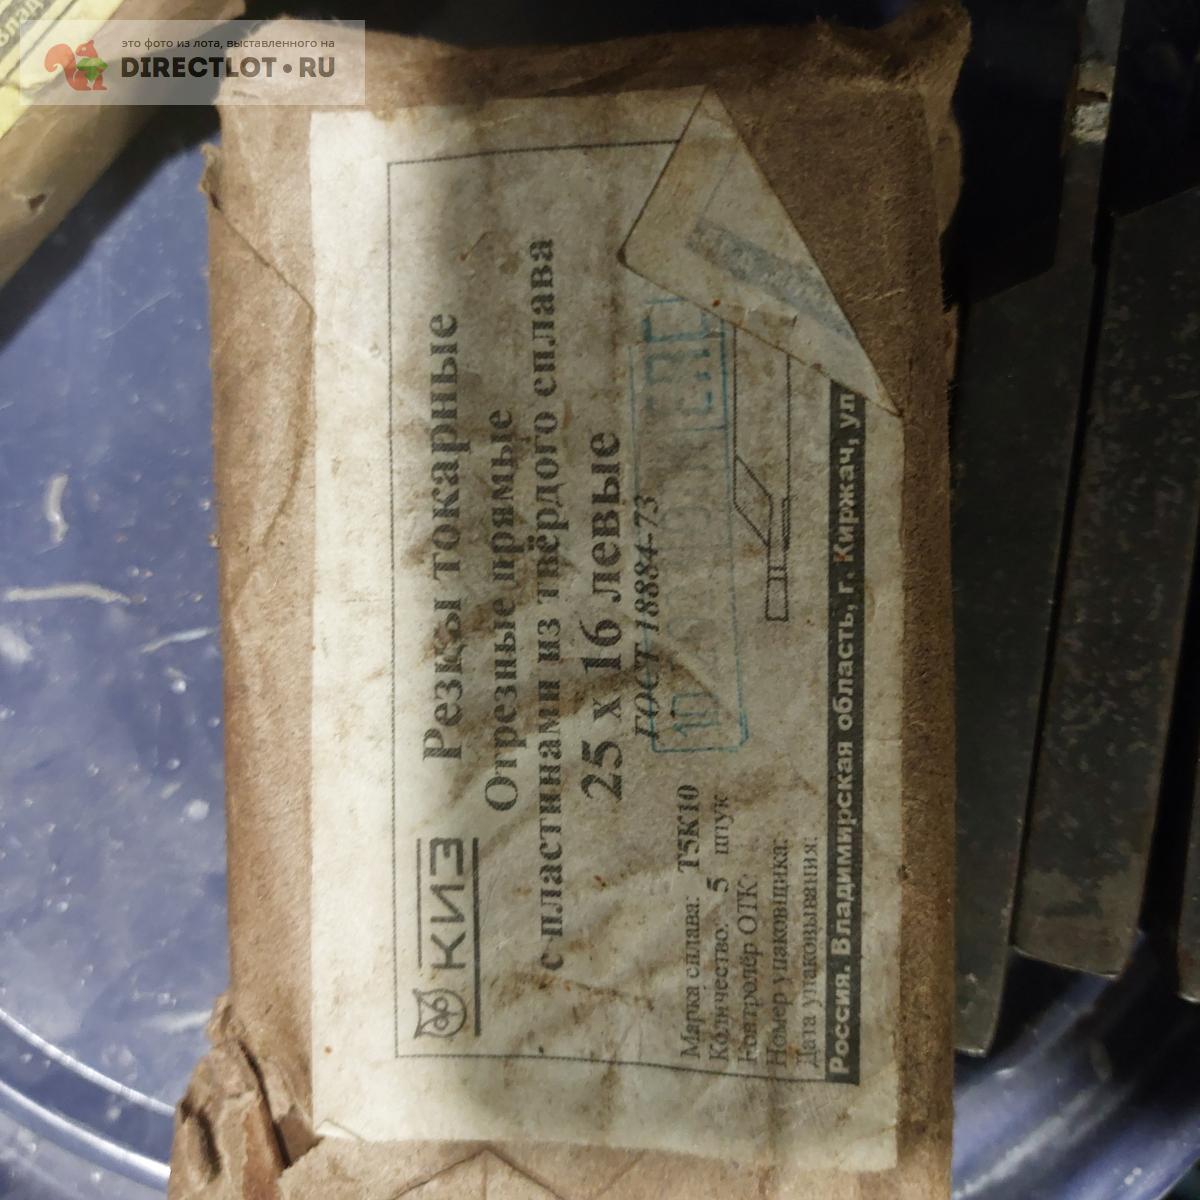 это фото из лота, выставленного на
DIRECTLOT.RU
КИЗ
Резцы токарные
Отрезные прямые
с пластинами из твёрдого сплава
25 х 16 левые
ГОСТ 18884-73
Марка сплава: Т5К10
Количество: 5 штук
Контролёр ОТК:
Номер упаковщика:
Дата упаковывания:
10
Россия. Владимирская область, г. Киржач, ул